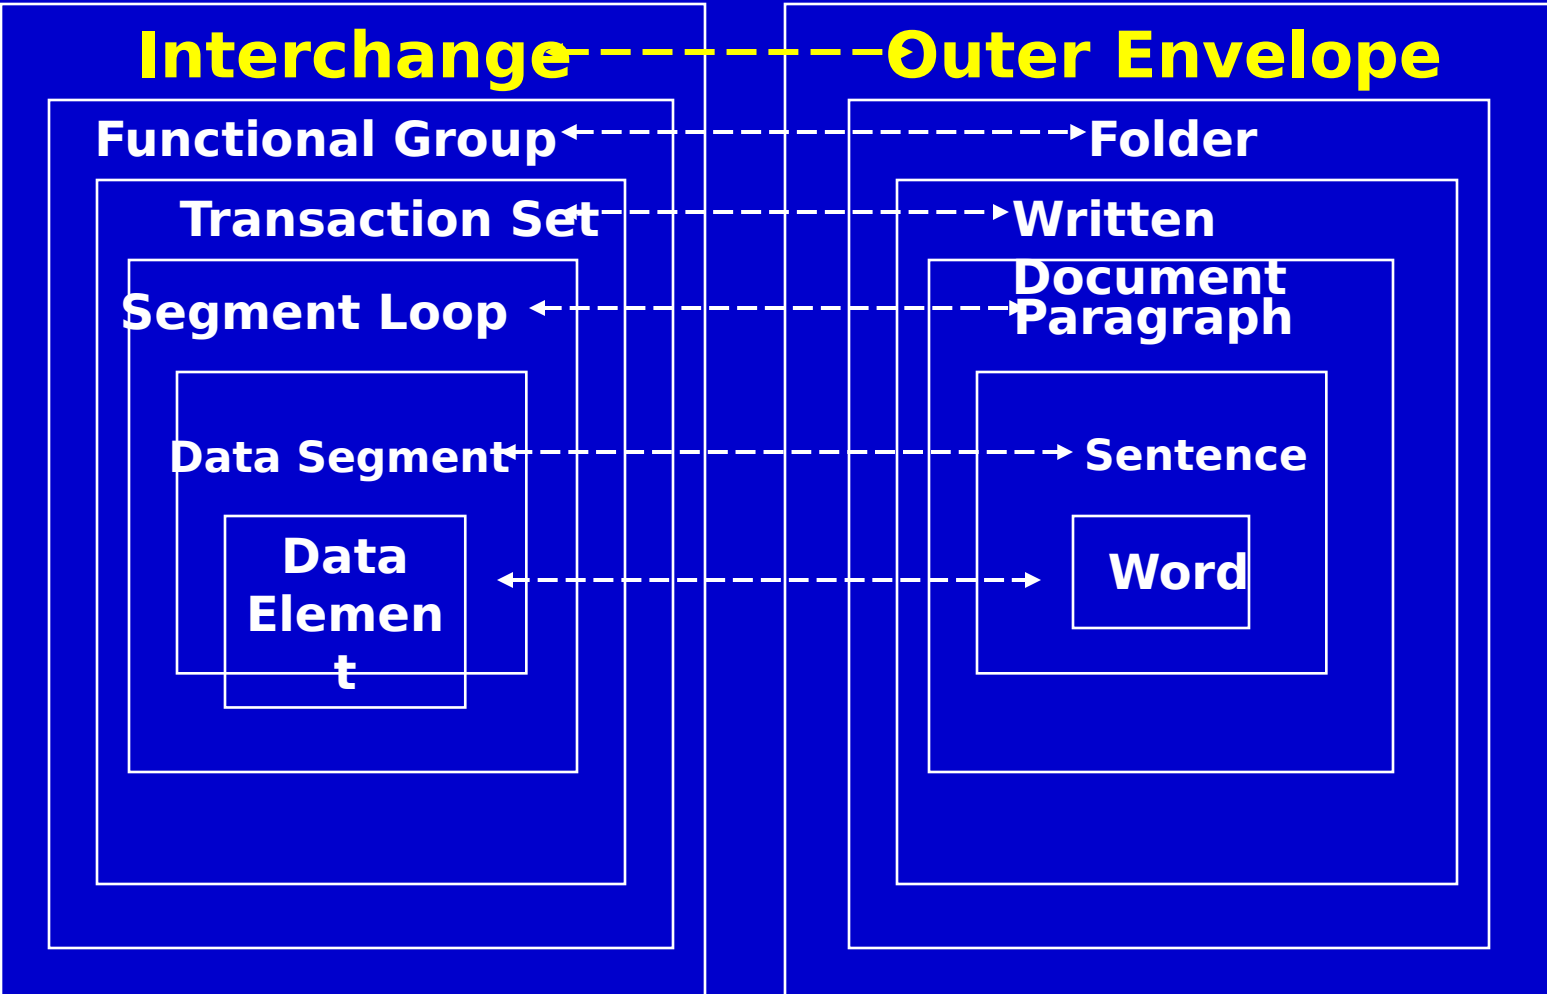 Interchange
Outer Envelope
Functional Group
Folder
Transaction Set
Written
Document
Segment Loop
Paragraph
Data Segment
Sentence
Data
Elemen
t
Word